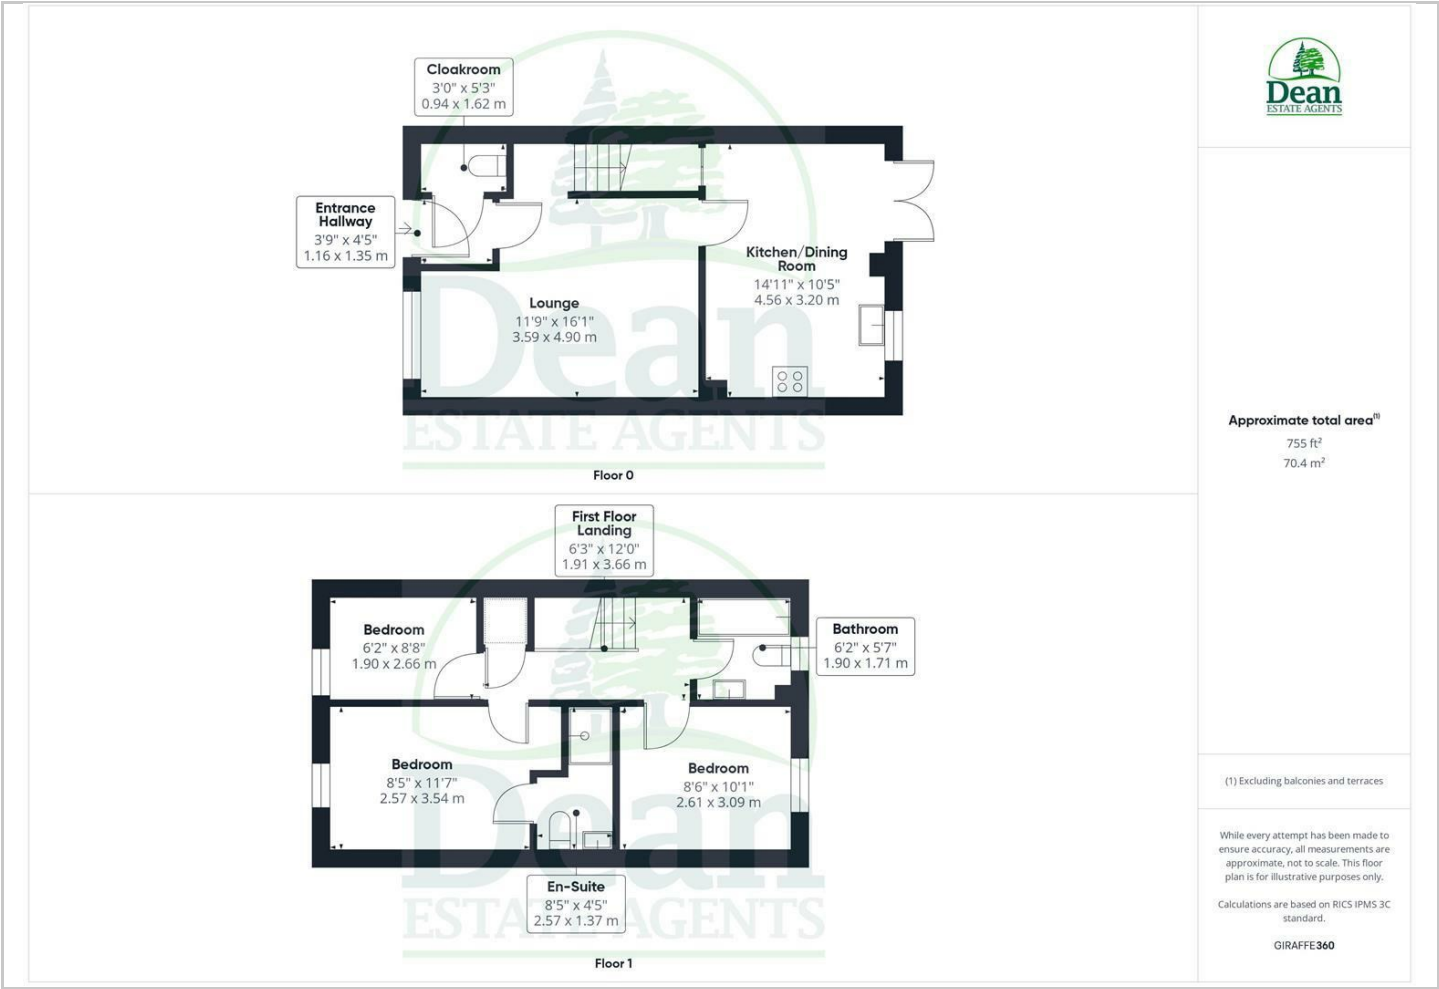 Cloakroom
3'0" x 5'3"
0.94 x 1.62 m
Entrance
Hallway
3'9" x 4'5"
1.16 x 1.35 m
Kitchen/Dining
Room
14'11" x 10'5"
4.56 x 3.20 m
Lounge
11'9" x 16'1"
3.59 x 4.90 m
Dean
ESTATE AGENTS
Floor 0
First Floor
Landing
6'3" x 12'0"
1.91 x 3.66 m
Bedroom
6'2" x 8'8"
1.90 x 2.66 m
Bathroom
6'2" x 5'7"
1.90 x 1.71 m
Bedroom
8'5" x 11'7"
2.57 x 3.54 m
Bedroom
8'6" x 10'1"
2.61 x 3.09 m
Dean
En-Suite
8'5" x 4'5"
2.57 x 1.37 m
ESTATE AGENTS
Floor 1
Dean
ESTATE AGENTS
Approximate total area(1)
755 ft²
70.4 m²
(1) Excluding balconies and terraces
While every attempt has been made to
ensure accuracy, all measurements are
approximate, not to scale. This floor
plan is for illustrative purposes only.
Calculations are based on RICS IPMS 3C
standard.
GIRAFFE360